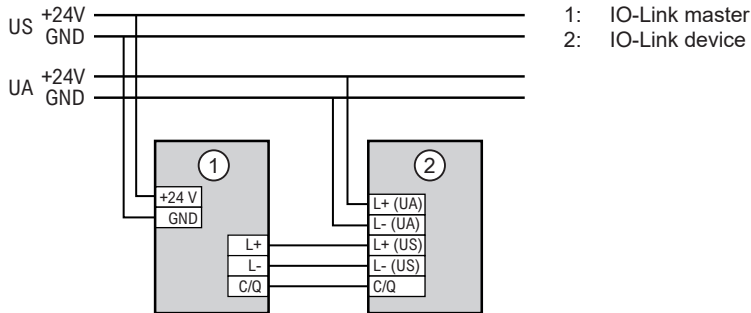 US +24V
GND
UA +24V
GND
1: IO-Link master
2: IO-Link device
1
+24 V
GND
L+
L-
C/Q
2
L+ (UA)
L- (UA)
L+ (US)
L- (US)
C/Q